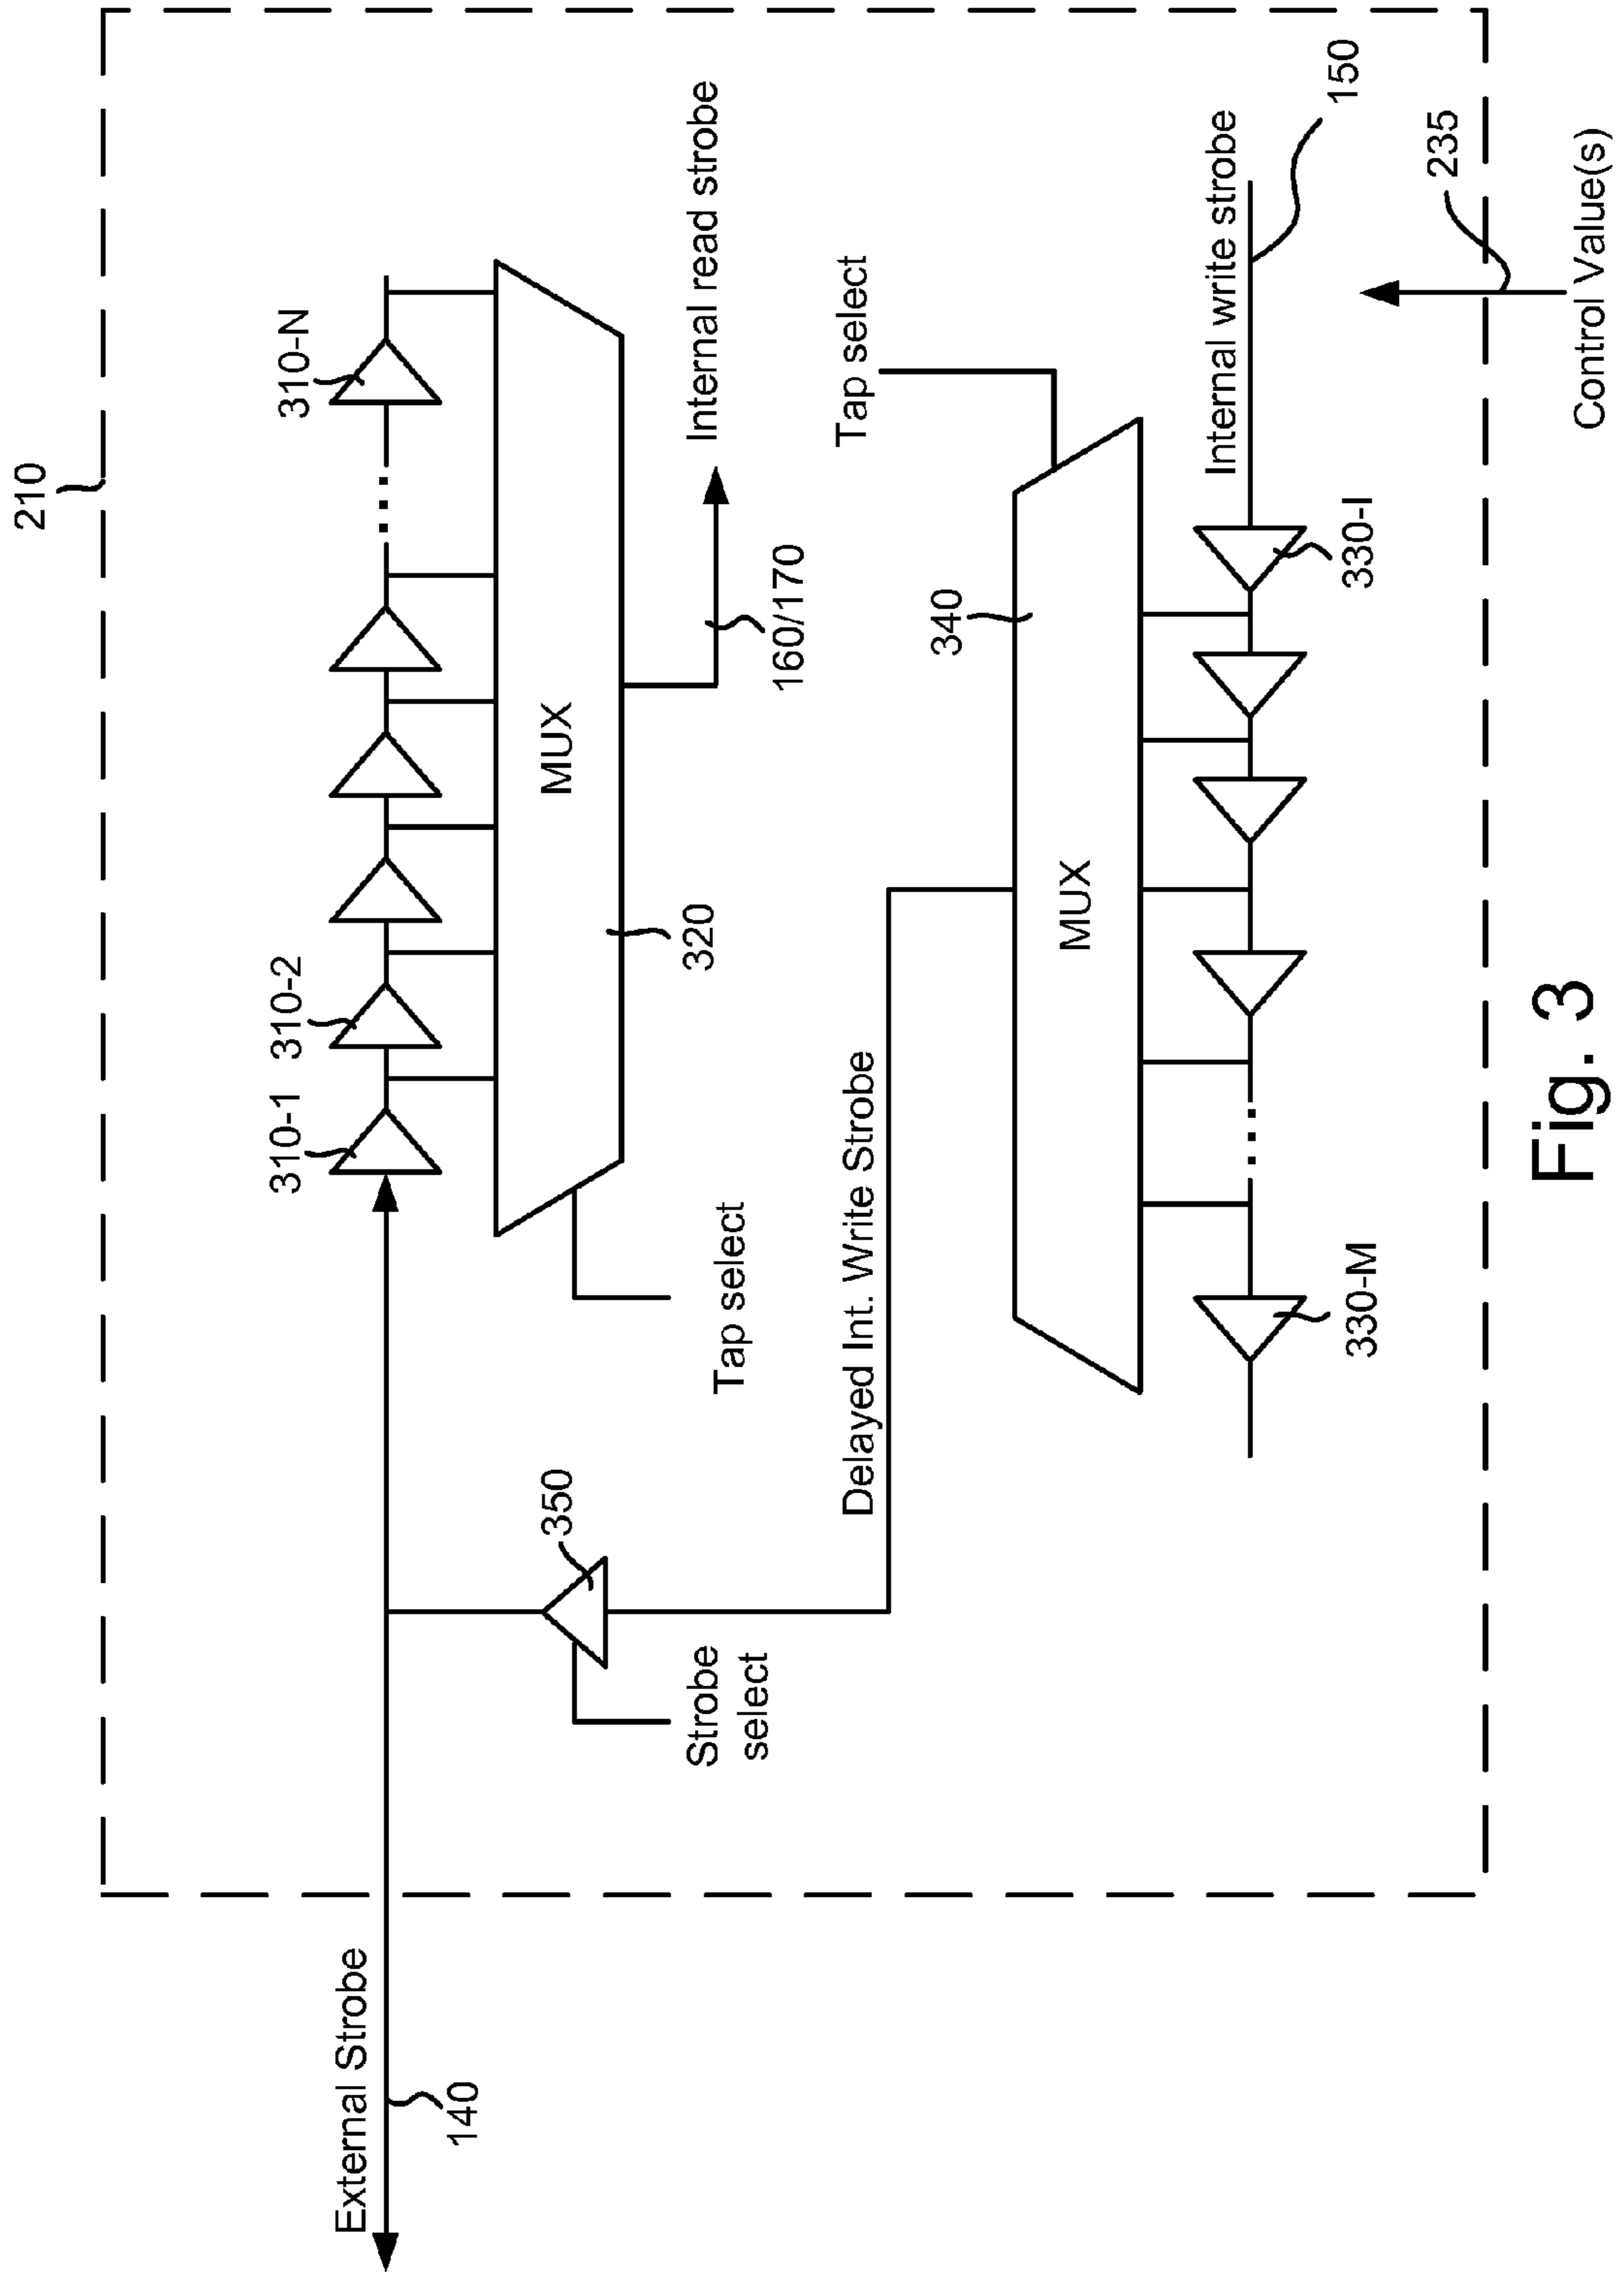 210
310-1
310-2
310-N
External Strobe
140
MUX
320
160/170
Internal read strobe
Tap select
350
Strobe
select
Delayed Int. Write Strobe
Tap select
340
MUX
Internal write strobe
150
330-M
330-I
235
Control Value(s)
Fig. 3